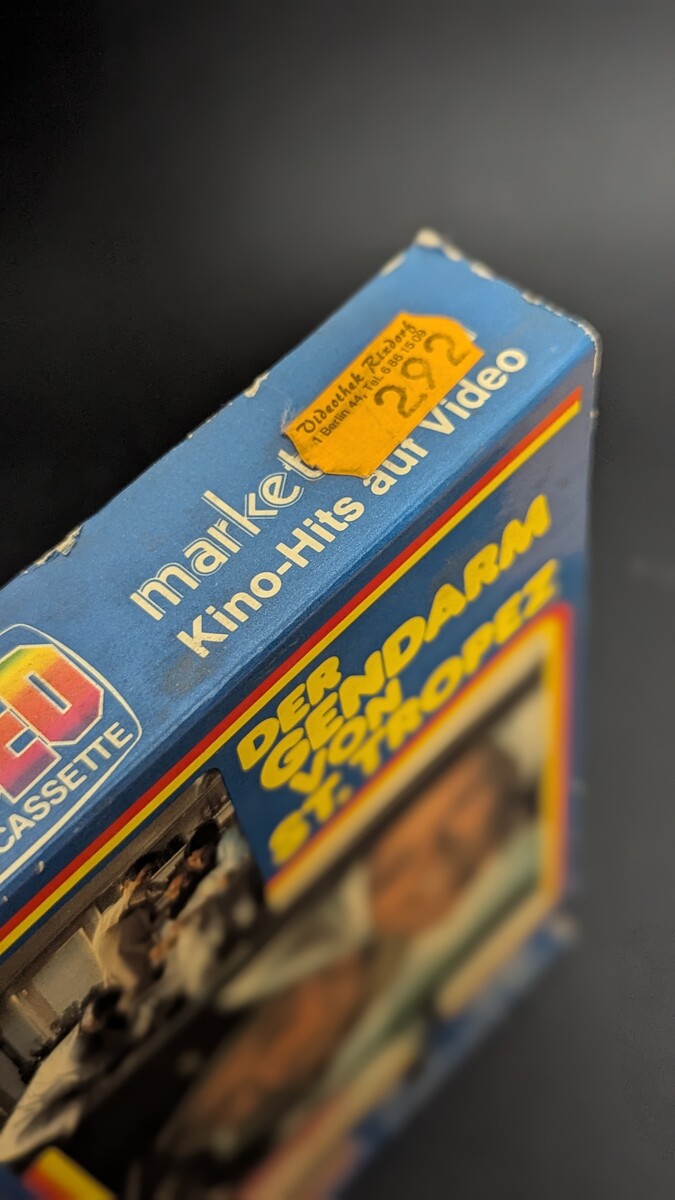 Videothek Rixdorf
1 Berlin 44, Tel. 6 86 15 09
292
market
Kino-Hits auf Video
CASSETTE
DER
GENDARM
VON
ST. TROPEZ